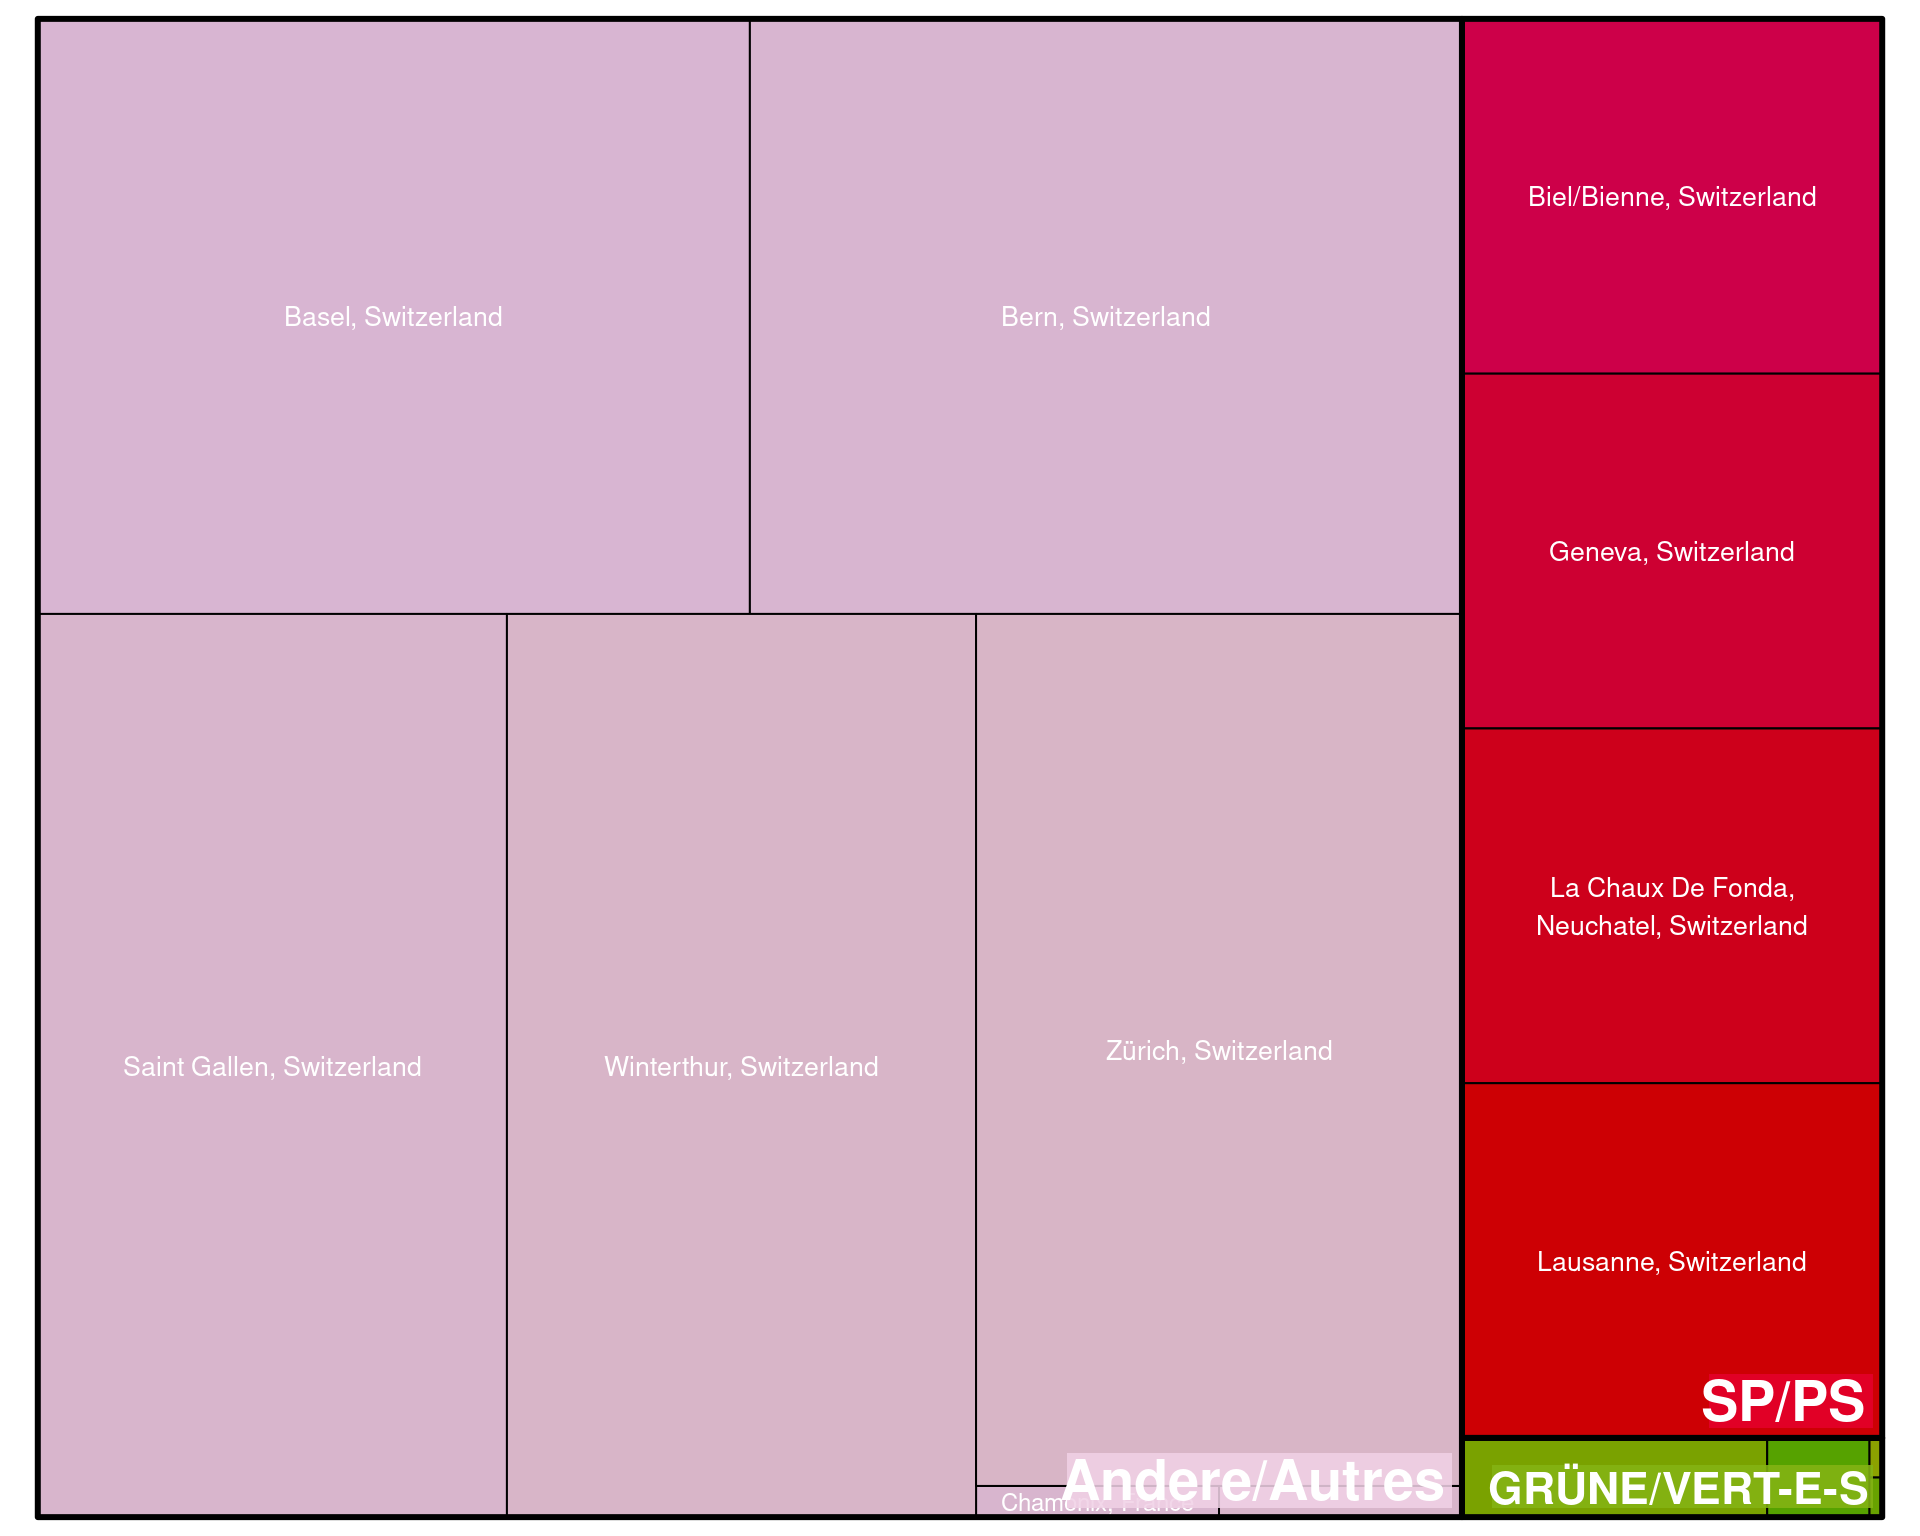 Basel, Switzerland
Bern, Switzerland
Biel/Bienne, Switzerland
Geneva, Switzerland
La Chaux De Fonda,
Neuchatel, Switzerland
Saint Gallen, Switzerland
Winterthur, Switzerland
Zürich, Switzerland
Lausanne, Switzerland
SP/PS
Andere/Autres
Chamonix, France
GRÜNE/VERT-E-S